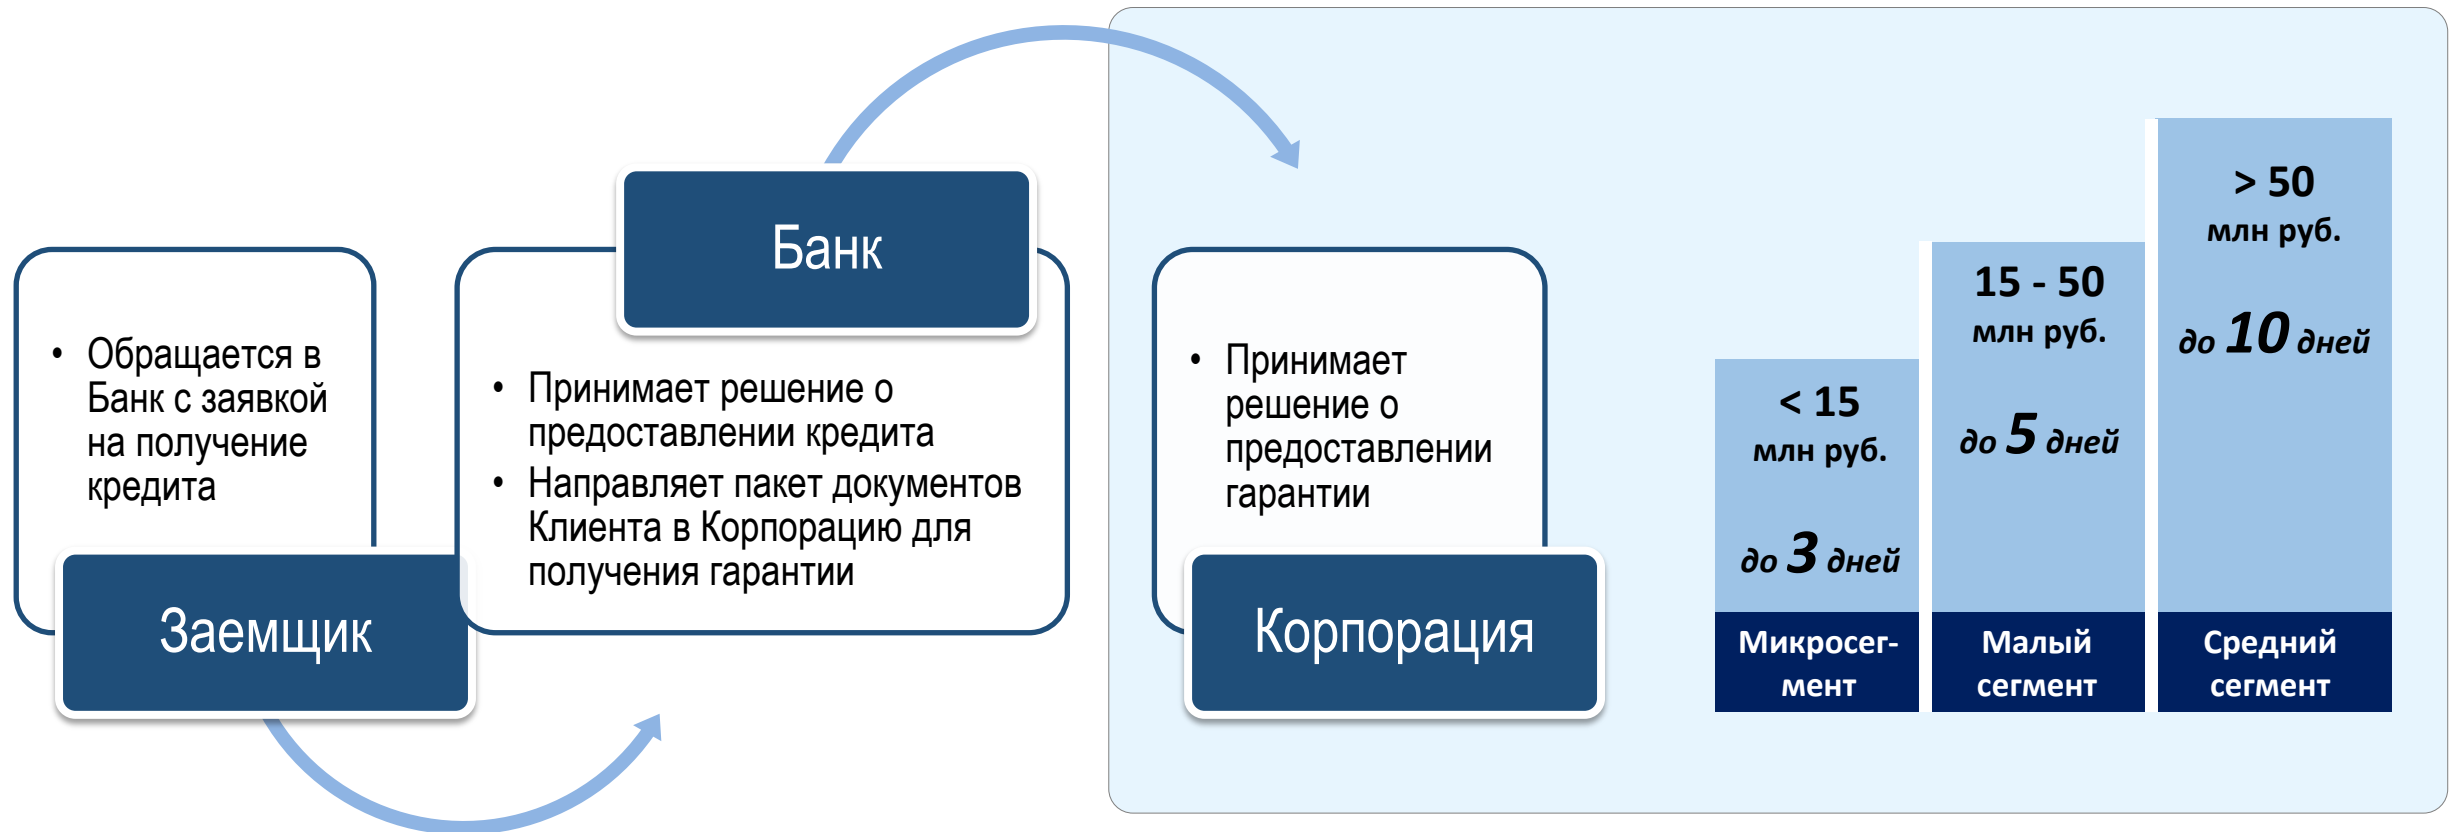 • Обращается в
Банк с заявкой
на получение
кредита
Заемщик
Банк
• Принимает решение о
предоставлении кредита
• Направляет пакет документов
Клиента в Корпорацию для
получения гарантии
• Принимает
решение о
предоставлении
гарантии
Корпорация
< 15
млн руб.
до 3 дней
Микросег-
мент
15 - 50
млн руб.
до 5 дней
Малый
сегмент
> 50
млн руб.
до 10 дней
Средний
сегмент